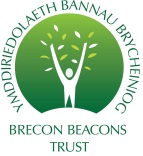 YMDDIRIEDOLAETH BANNAU BRYCHEINIOG
BRECON BEACONS
TRUST